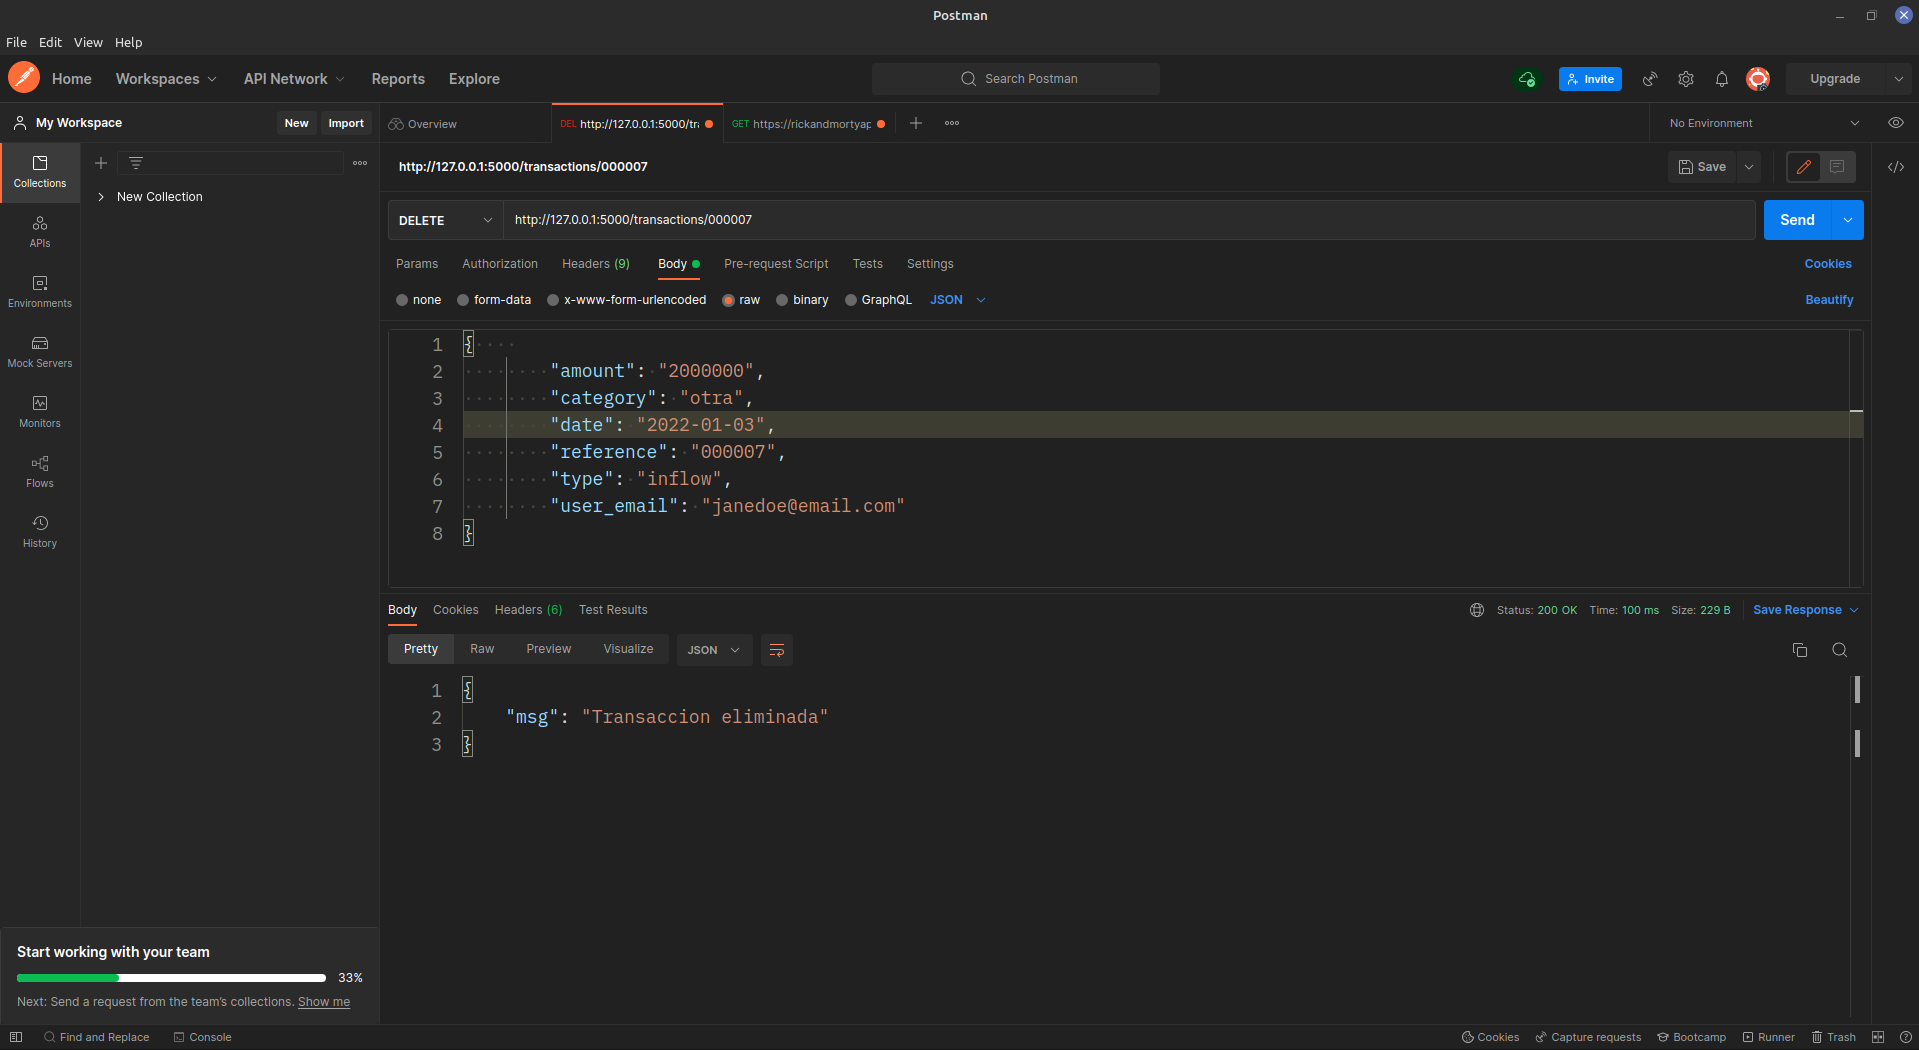 Postman
File Edit View Help
Home Workspaces API Network Reports Explore Search Postman Invite Upgrade
My Workspace New Import Overview DEL http://127.0.0.1:5000/tra GET https://rickandmortyap No Environment
http://127.0.0.1:5000/transactions/000007 Save
Collections
New Collection
APIs
Environments
Mock Servers
Monitors
Flows
History
DELETE http://127.0.0.1:5000/transactions/000007 Send
Params Authorization Headers (9) Body Pre-request Script Tests Settings Cookies
none form-data x-www-form-urlencoded raw binary GraphQL JSON Beautify
1 {
2 "amount": "2000000",
3 "category": "otra",
4 "date": "2022-01-03",
5 "reference": "000007",
6 "type": "inflow",
7 "user_email": "janedoe@email.com"
8 }
Body Cookies Headers (6) Test Results Status: 200 OK Time: 100 ms Size: 229 B Save Response
Pretty Raw Preview Visualize JSON
1 {
2 "msg": "Transaccion eliminada"
3 }
Start working with your team
33%
Next: Send a request from the team's collections. Show me
Find and Replace Console Cookies Capture requests Bootcamp Runner Trash